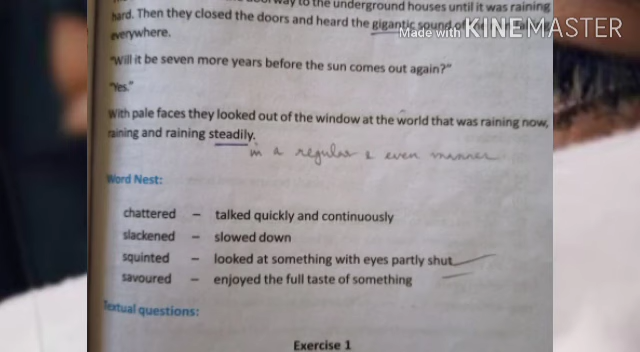 way to the underground houses until it was raining
hard. Then they closed the doors and heard the gigantic sound of
Made with KINEMASTER
everywhere.
"Will it be seven more years before the sun comes out again?"
"Yes."
With pale faces they looked out of the window at the world that was raining now,
raining and raining steadily.
in a regular & even manner
Word Nest:
chattered – talked quickly and continuously
slackened – slowed down
squinted – looked at something with eyes partly shut
savoured – enjoyed the full taste of something
Textual questions:
Exercise 1